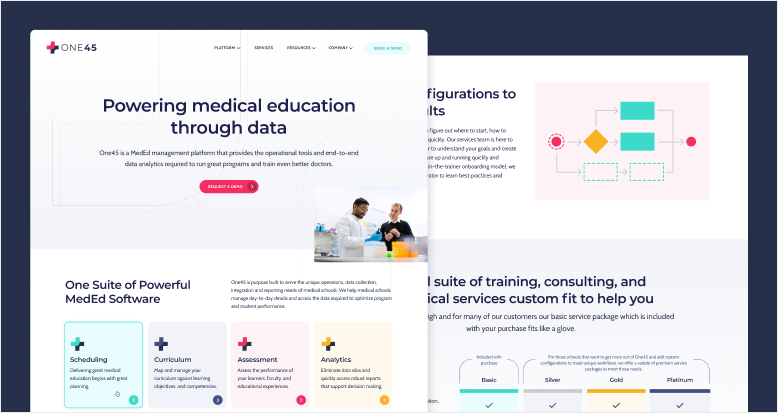 ONE45
PLATFORM
SERVICES
RESOURCES
COMPANY
BOOK A DEMO
Powering medical education
through data
One45 is a MedEd management platform that provides the operational tools and end-to-end
data analytics required to run great programs and train even better doctors.
REQUEST A DEMO
One Suite of Powerful
MedEd Software
One45 is purpose built to serve the unique operations, data collection,
integration and reporting needs of medical schools. We help medical schools
manage day-to-day details and access the data required to optimize program
and student performance.
Scheduling
Delivering great medical
education begins with great
planning.
Curriculum
Map and manage your
curriculum against learning
objectives, and competencies.
Assessment
Assess the performance of
your learners, faculty, and
educational experiences.
Analytics
Eliminate data silos and
quickly access robust reports
that support decision making.
figurations to
ults
figure out where to start, how to
quickly. Our services team is here to
to understand your goals and create
ve up and running quickly and
in-the-trainer onboarding model, we
rator to learn best practices and
l suite of training, consulting, and
ical services custom fit to help you
igh and for many of our customers our basic service package which is included
with your purchase fits like a glove.
Included with
purchase
For those schools that want to get more out of One45 and add custom
configurations to meet unique workflows, we offer a variety of premium service
packages to meet those needs.
Basic
Silver
Gold
Platinum